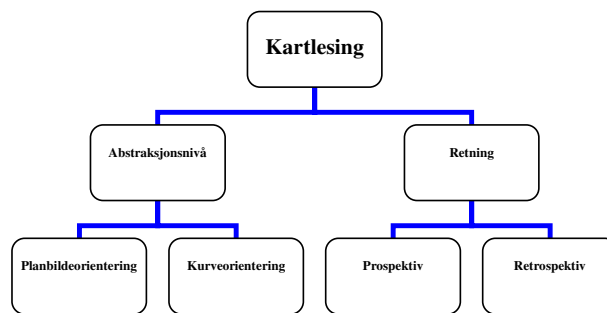 Kartlesing
Abstraksjonsnivå
Retning
Planbildeorientering
Kurveorientering
Prospektiv
Retrospektiv